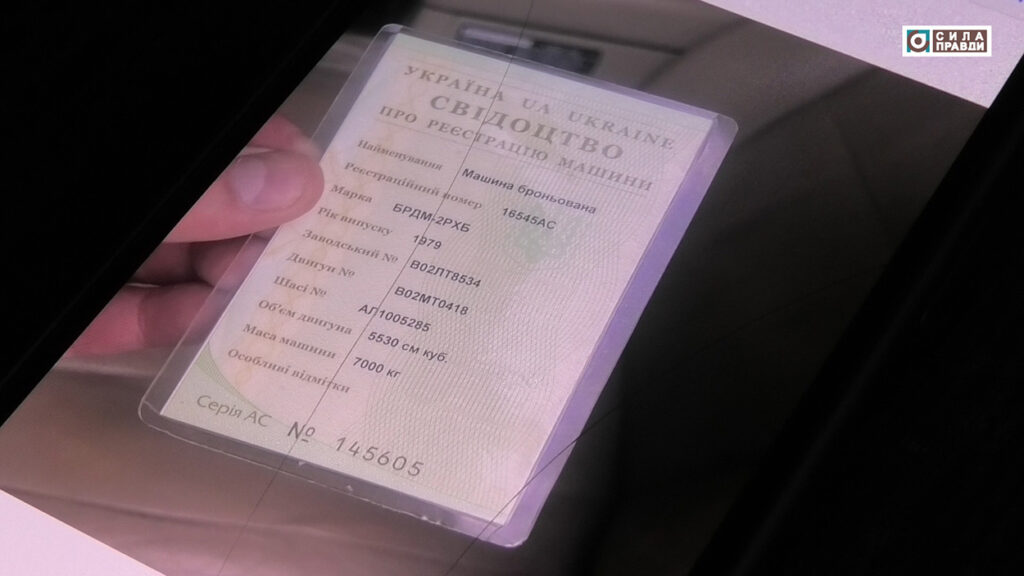 СИЛА
ПРАВДИ
УКРАЇНА UA UKRAINE
СВІДОЦТВО
ПРО РЕЄСТРАЦІЮ МАШИНИ
Найменування Машина броньована
Реєстраційний номер 16545АС
Марка БРДМ-2РХБ
Рік випуску 1979
Заводський № В02ЛТ8534
Двигун № В02МТ0418
Шасі № АЛ1005285
Об'єм двигуна 5530 см куб.
Маса машини 7000 кг
Особливі відмітки
Серія АС № 145605